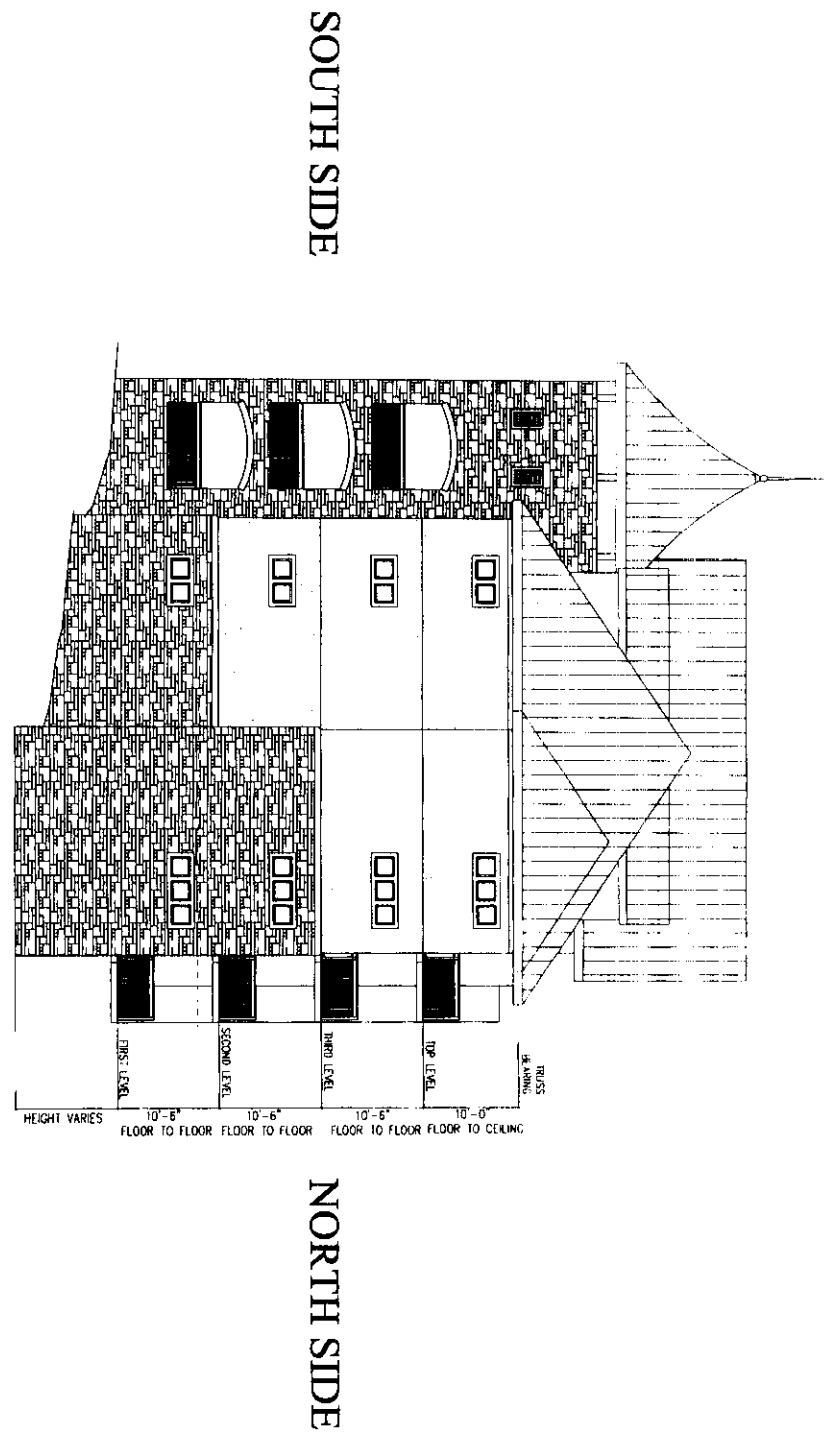 SOUTH SIDE
TRUSS
BEARING
TOP LEVEL
THIRD LEVEL
SECOND LEVEL
FIRST LEVEL
HEIGHT VARIES
10'-6"
FLOOR TO FLOOR
10'-6"
FLOOR TO FLOOR
10'-6"
FLOOR TO FLOOR
10'-0"
FLOOR TO CEILING
NORTH SIDE